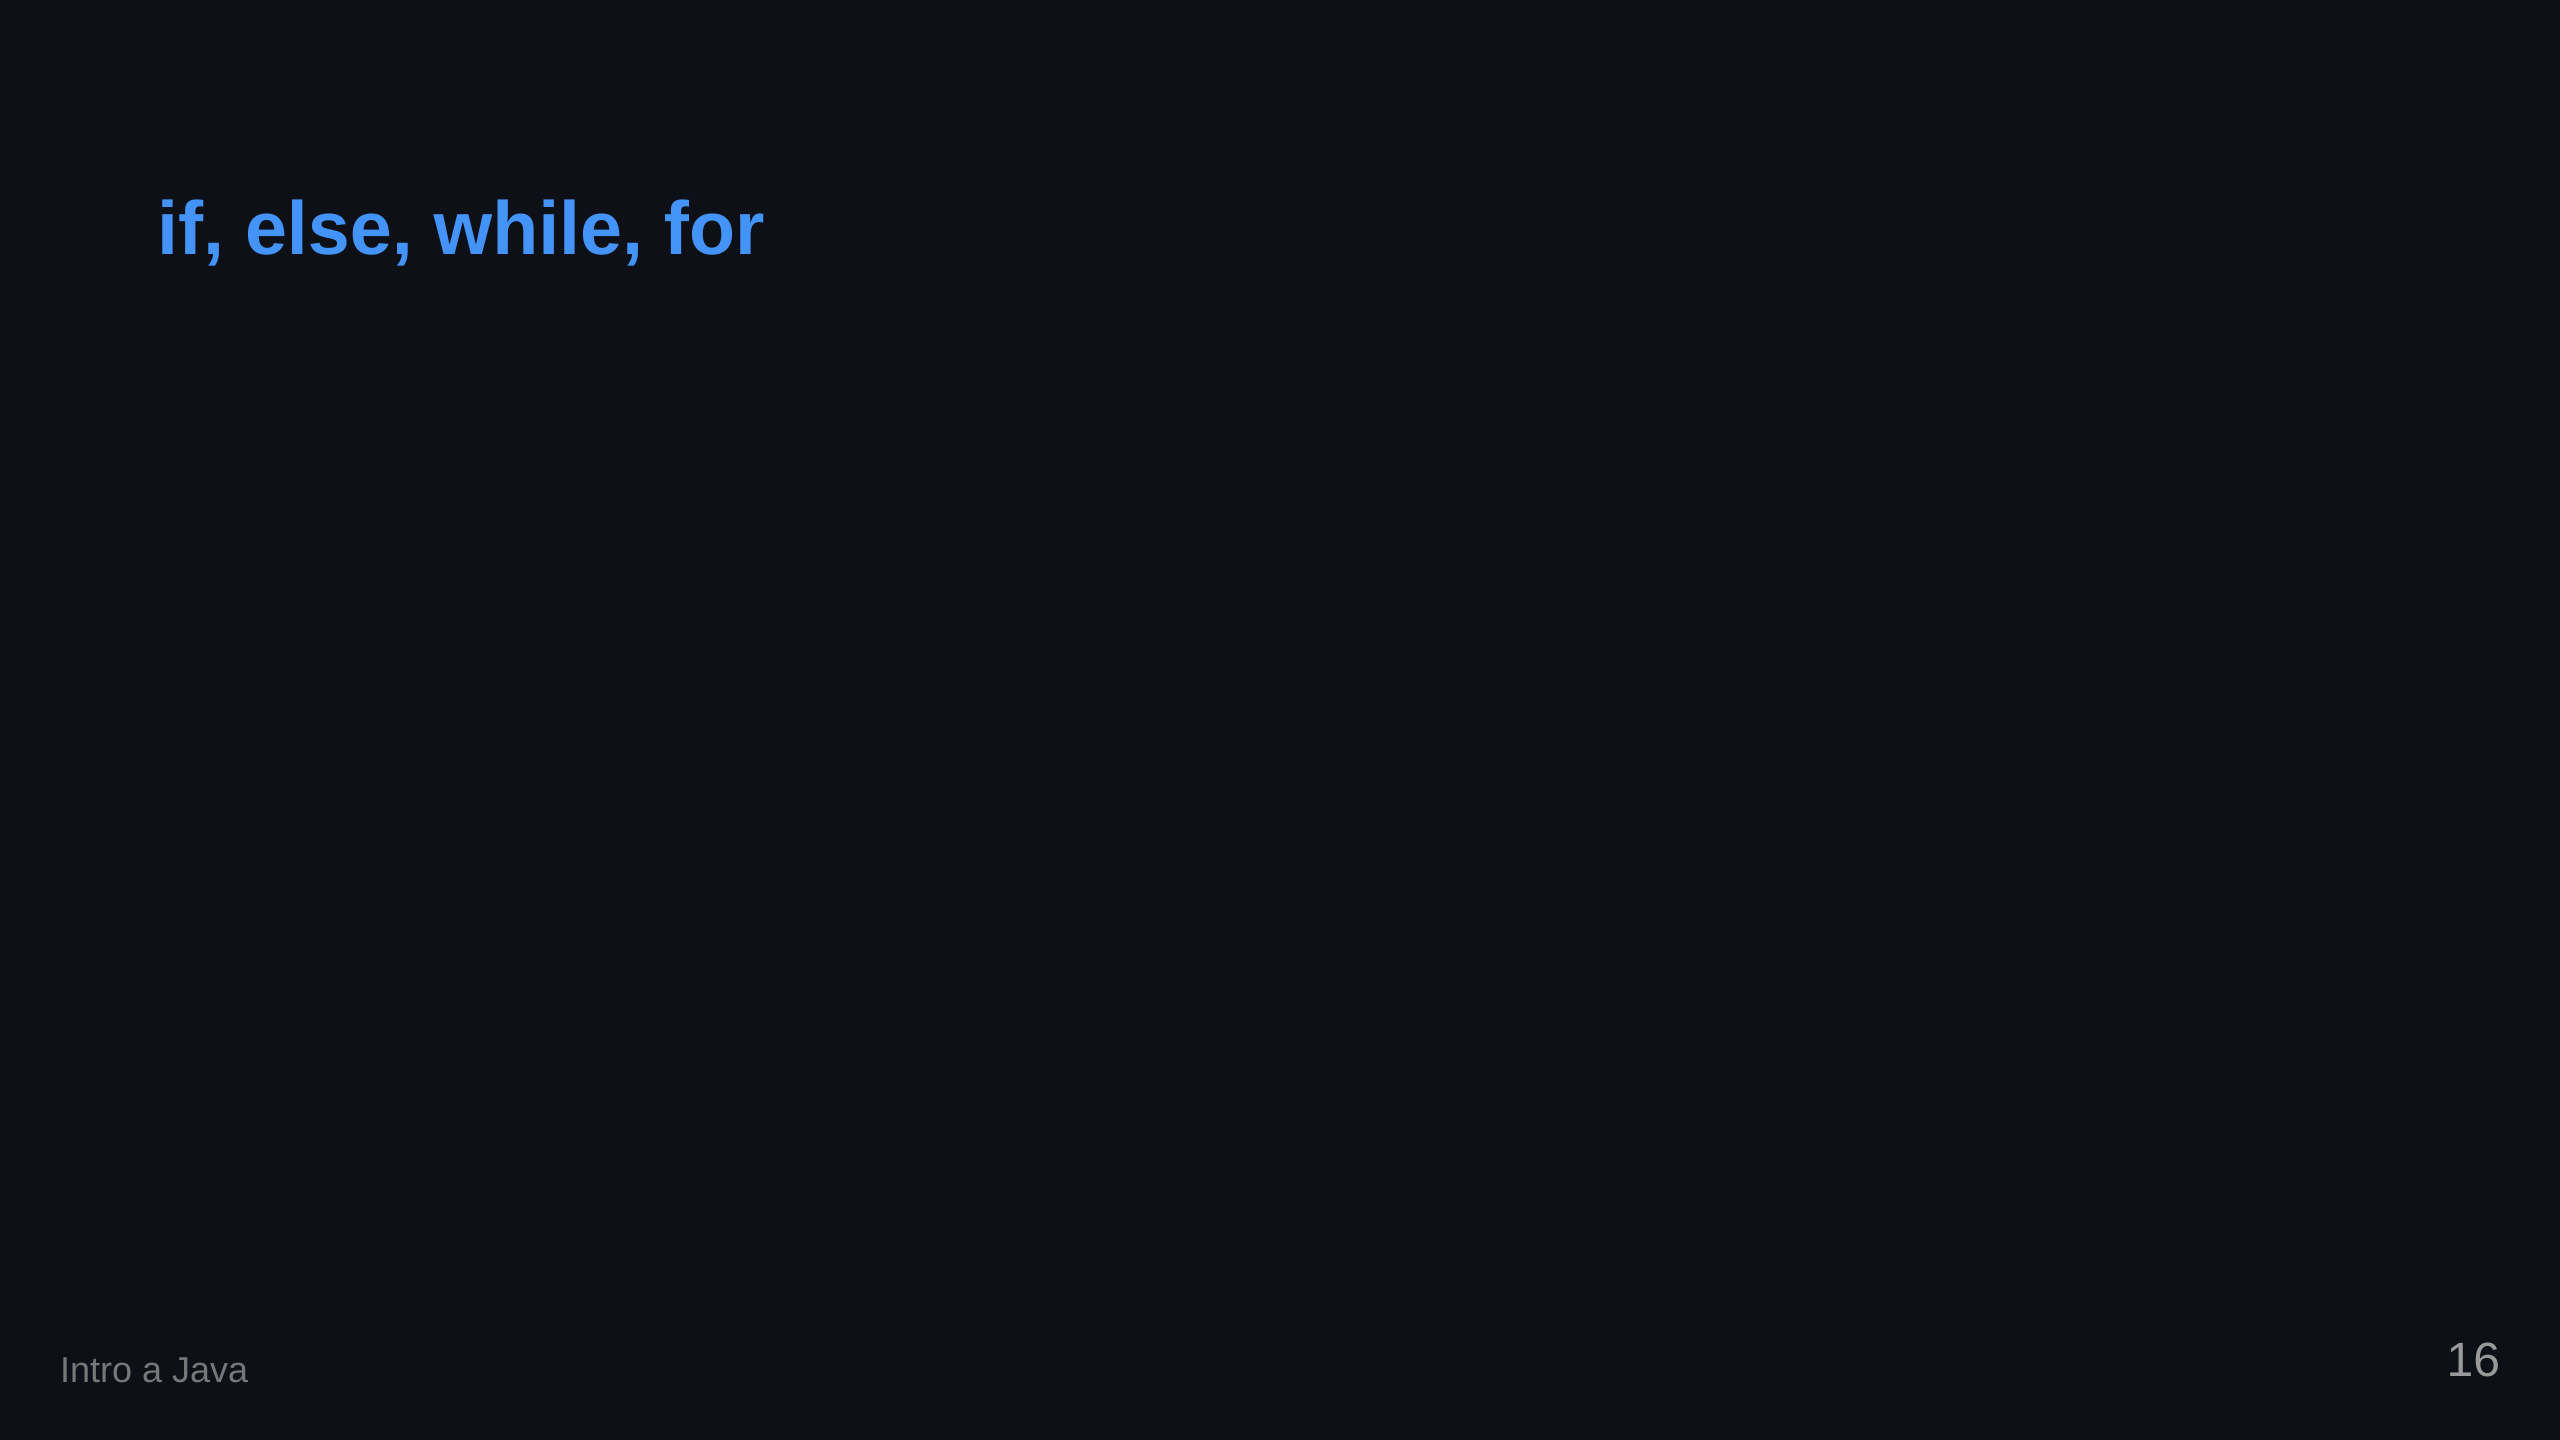 if, else, while, for
Intro a Java
16